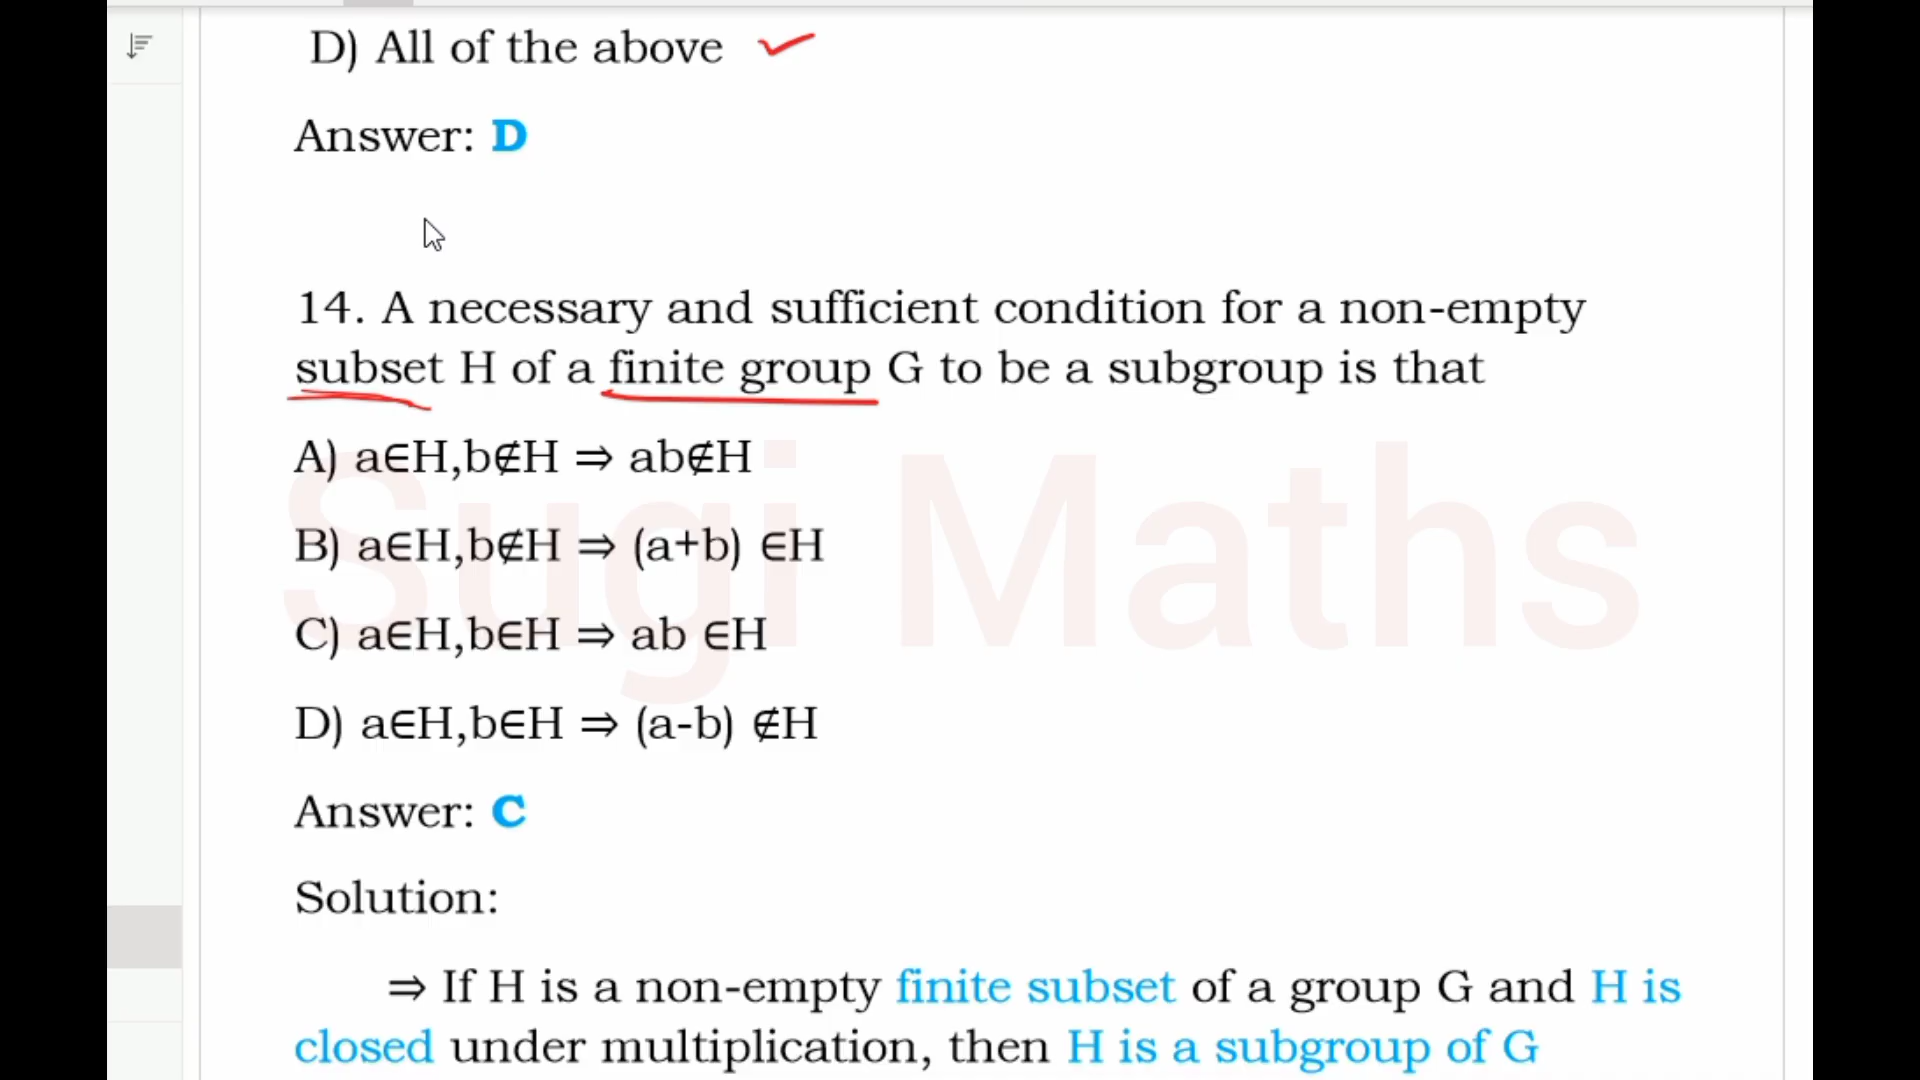 D) All of the above
Answer: D
14. A necessary and sufficient condition for a non-empty
subset H of a finite group G to be a subgroup is that
A) a∈H,b∉H ⇒ ab∉H
B) a∈H,b∉H ⇒ (a+b) ∈H
C) a∈H,b∈H ⇒ ab ∈H
D) a∈H,b∈H ⇒ (a-b) ∉H
Sugi Maths
Answer: C
Solution:
⇒ If H is a non-empty finite subset of a group G and H is
closed under multiplication, then H is a subgroup of G